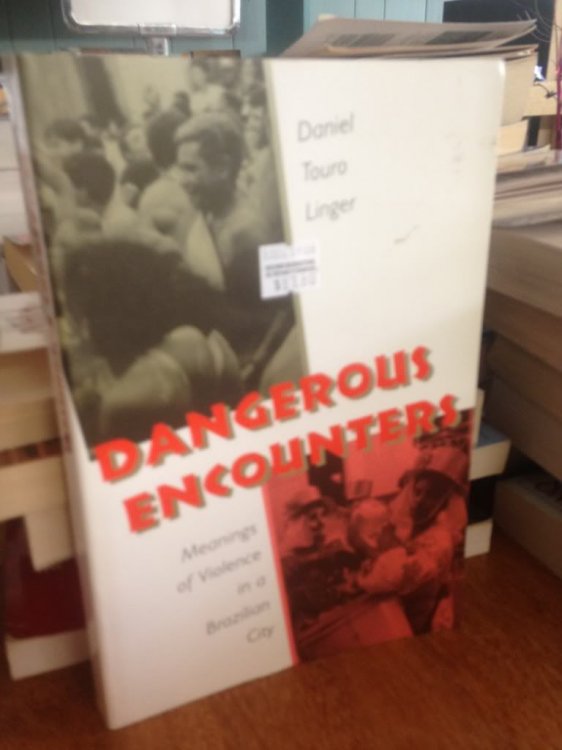 Daniel
Touro
Linger
DANGEROUS
ENCOUNTERS
Meanings
of Violence
in a
Brazilian
City